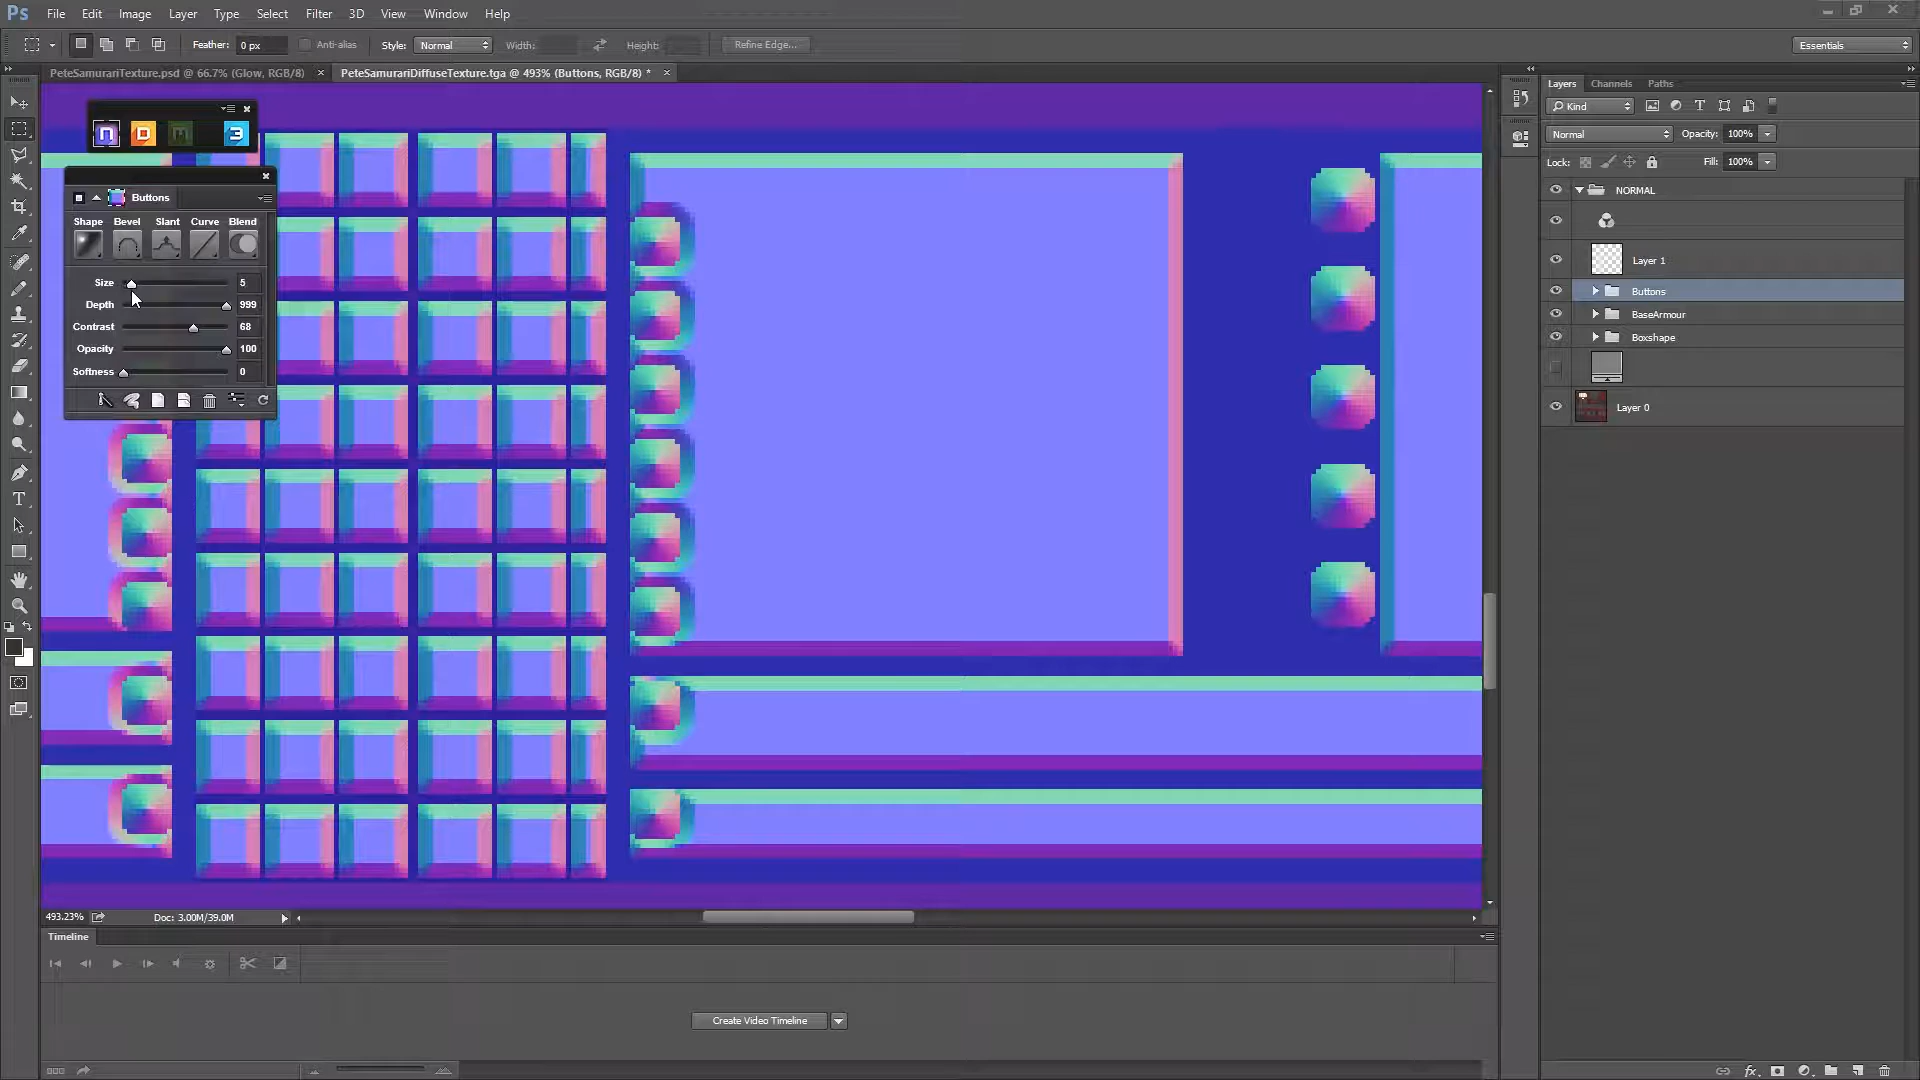 Ps File Edit Image Layer Type Select Filter 3D View Window Help
Feather: 0 px Anti-alias Style: Normal Width: Height: Refine Edge... Essentials
PeteSamurariTexture.psd @ 66.7% (Glow, RGB/8) × PeteSamurariDiffuseTexture.tga @ 493% (Buttons, RGB/8) * ×
Layers Channels Paths
Kind
Normal Opacity: 100%
Lock: Fill: 100%
NORMAL
Layer 1
Buttons
BaseArmour
Boxshape
Layer 0
n D M 3
Buttons
Shape Bevel Slant Curve Blend
Size 5
Depth 999
Contrast 68
Opacity 100
Softness 0
493.23% Doc: 3.00M/39.0M
Timeline
Create Video Timeline